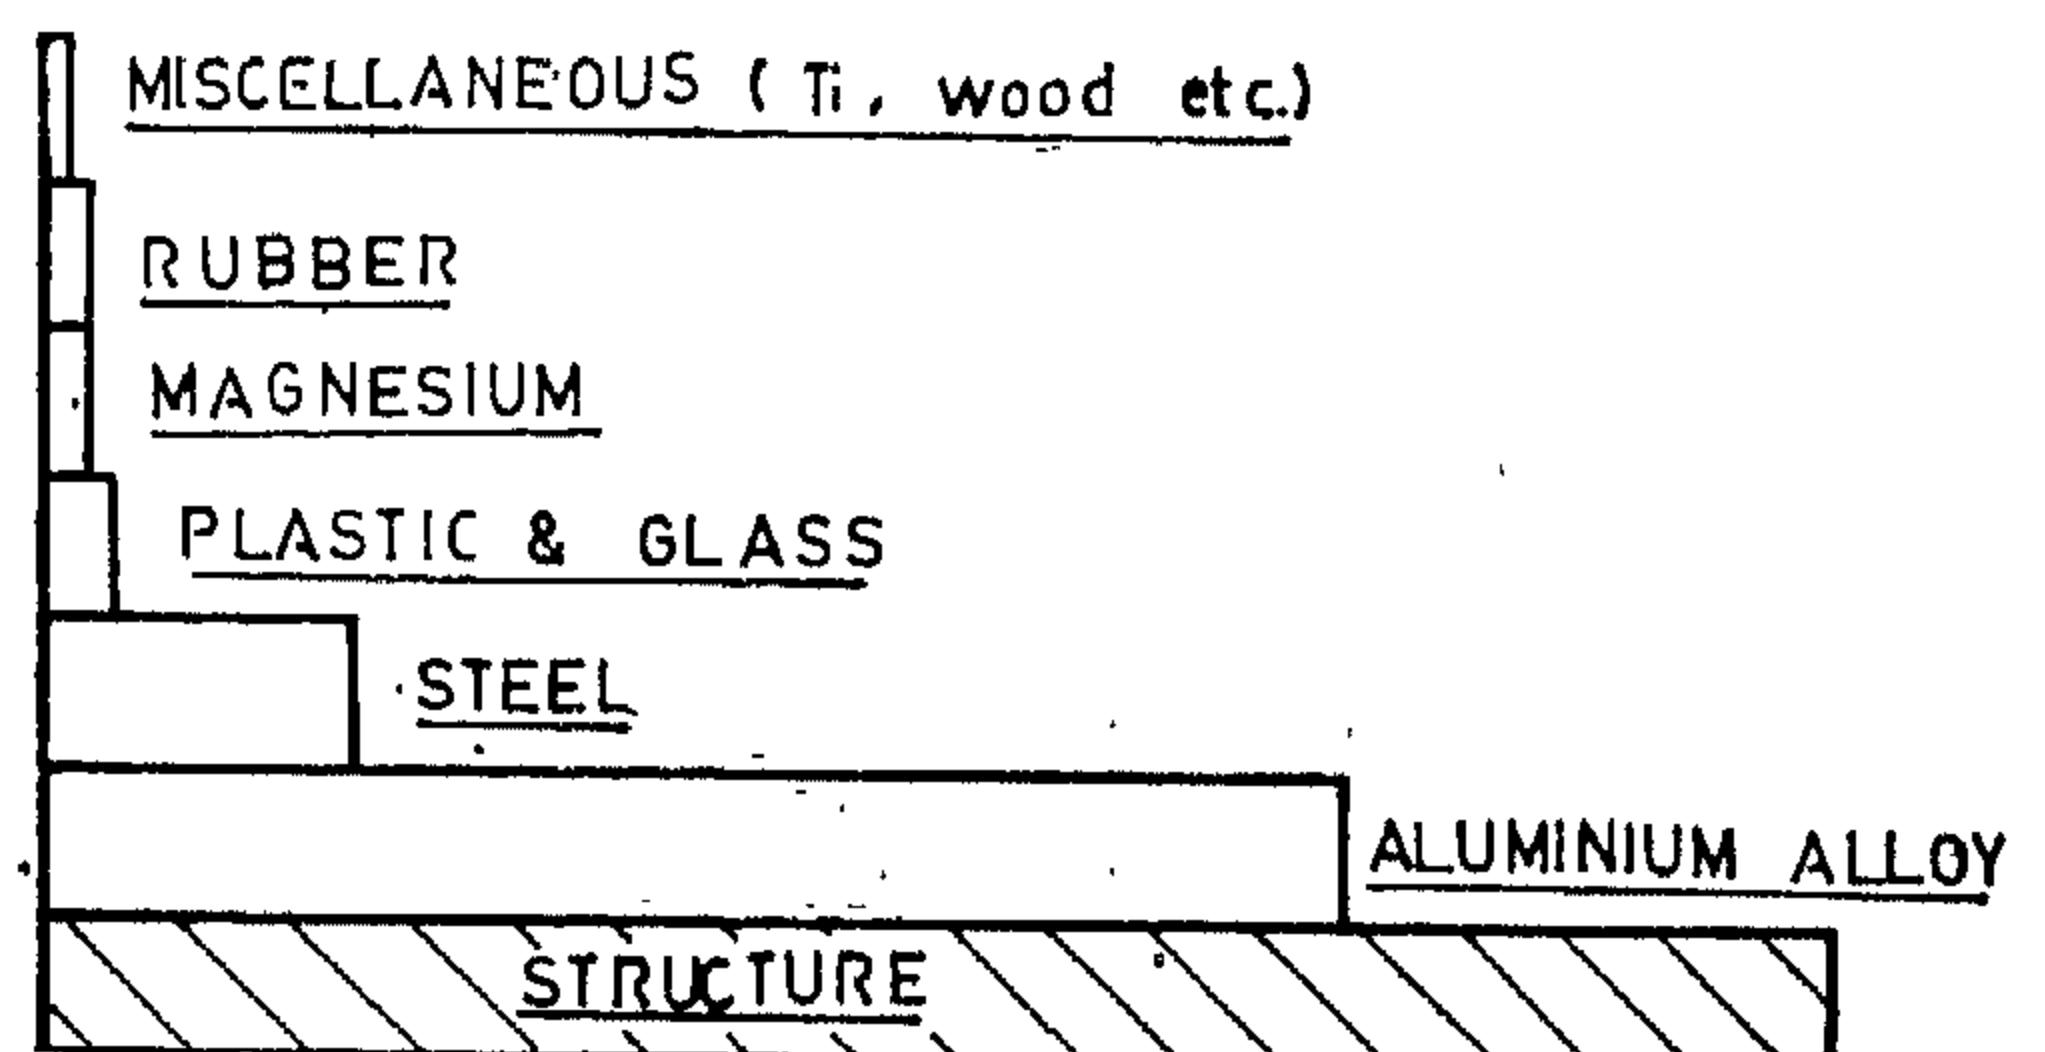 MISCELLANEOUS ( Ti, wood etc.)
RUBBER
MAGNESIUM
PLASTIC & GLASS
STEEL
ALUMINIUM ALLOY
STRUCTURE